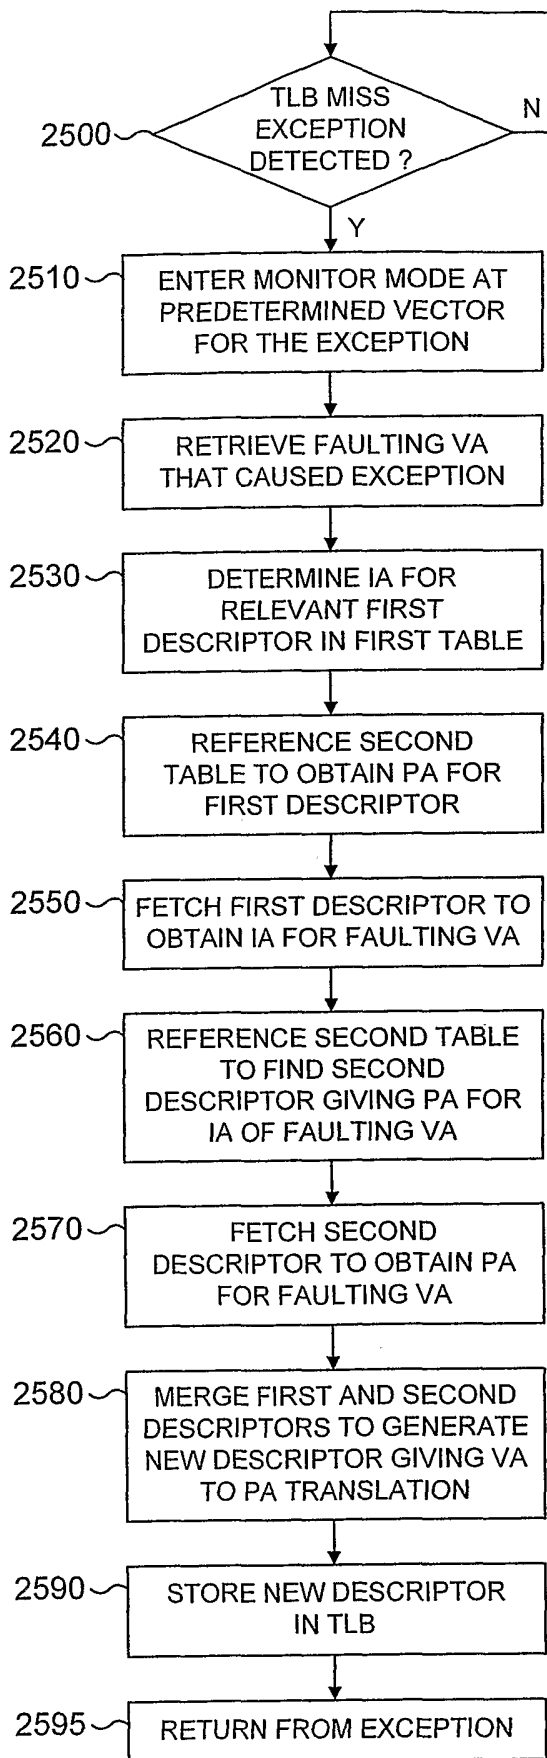 TLB MISS
EXCEPTION
DETECTED ?
N
2500
Y
2510
ENTER MONITOR MODE AT
PREDETERMINED VECTOR
FOR THE EXCEPTION
2520
RETRIEVE FAULTING VA
THAT CAUSED EXCEPTION
2530
DETERMINE IA FOR
RELEVANT FIRST
DESCRIPTOR IN FIRST TABLE
2540
REFERENCE SECOND
TABLE TO OBTAIN PA FOR
FIRST DESCRIPTOR
2550
FETCH FIRST DESCRIPTOR TO
OBTAIN IA FOR FAULTING VA
2560
REFERENCE SECOND TABLE
TO FIND SECOND
DESCRIPTOR GIVING PA FOR
IA OF FAULTING VA
2570
FETCH SECOND
DESCRIPTOR TO OBTAIN PA
FOR FAULTING VA
2580
MERGE FIRST AND SECOND
DESCRIPTORS TO GENERATE
NEW DESCRIPTOR GIVING VA
TO PA TRANSLATION
2590
STORE NEW DESCRIPTOR
IN TLB
2595
RETURN FROM EXCEPTION